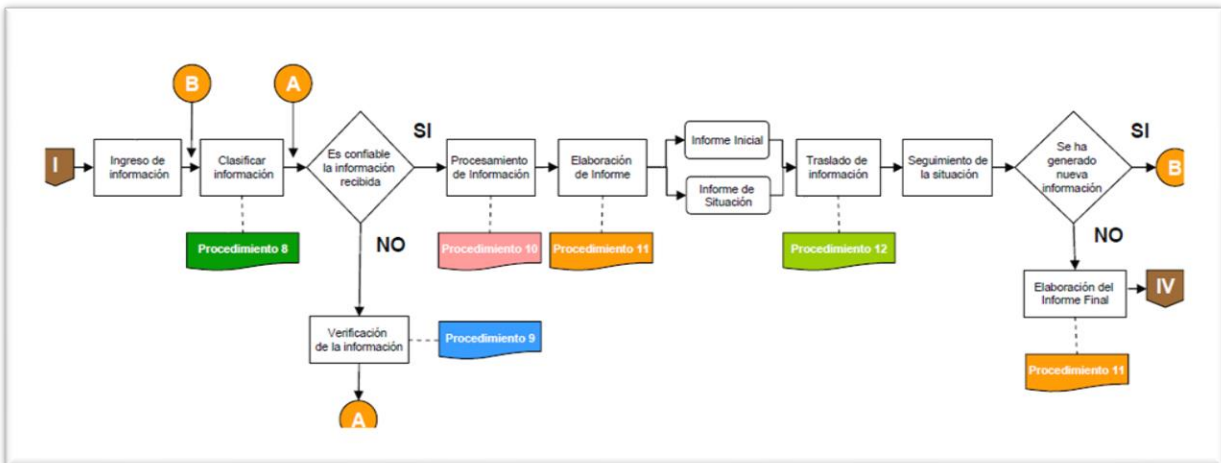 B
A
I
Ingreso de
información
Clasificar
información
Es confiable
la información
recibida
SI
Procesamiento
de Información
Elaboración
de Informe
Informe Inicial
Informe de
Situación
Traslado de
información
Seguimiento de
la situación
Se ha
generado
nueva
información
SI
B
Procedimiento 8
NO
Procedimiento 10
Procedimiento 11
Procedimiento 12
NO
Elaboración del
Informe Final
IV
Verificación
de la información
Procedimiento 9
Procedimiento 11
A